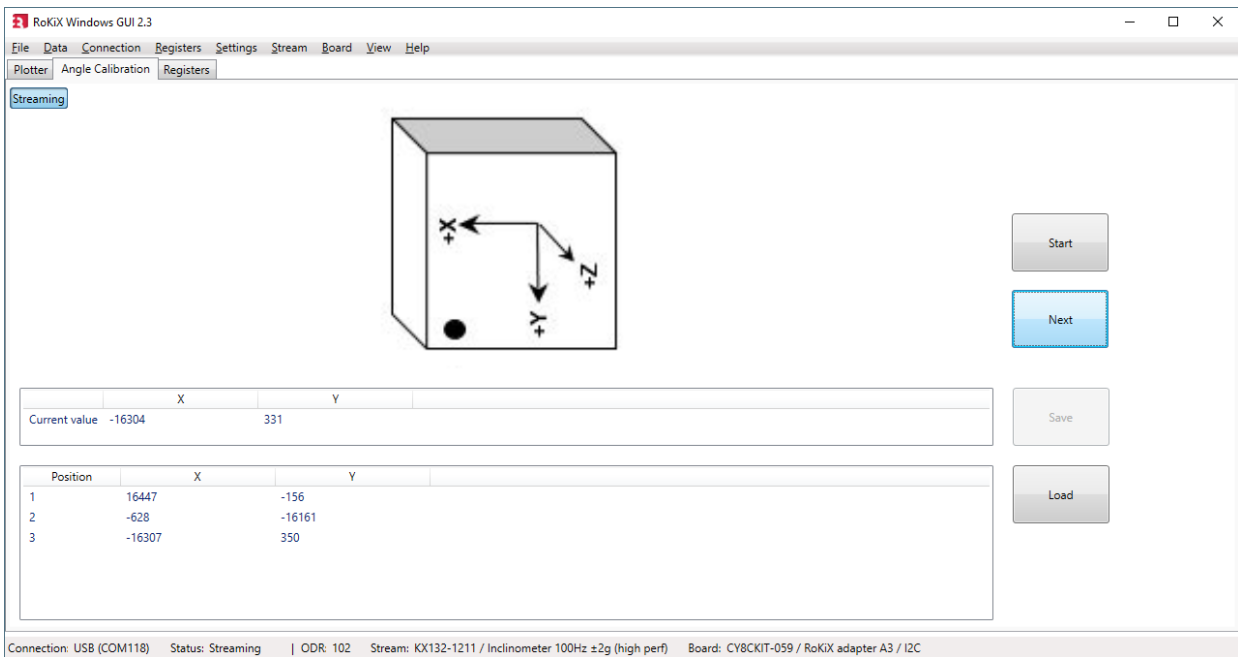 RoKiX Windows GUI 2.3
File Data Connection Registers Settings Stream Board View Help
Plotter Angle Calibration Registers
Streaming
+X
+Z
+Y
Start
Next
X Y
Current value -16304 331
Save
Position X Y
1 16447 -156
2 -628 -16161
3 -16307 350
Load
Connection: USB (COM118) Status: Streaming | ODR: 102 Stream: KX132-1211 / Inclinometer 100Hz ±2g (high perf) Board: CY8CKIT-059 / RoKiX adapter A3 / I2C